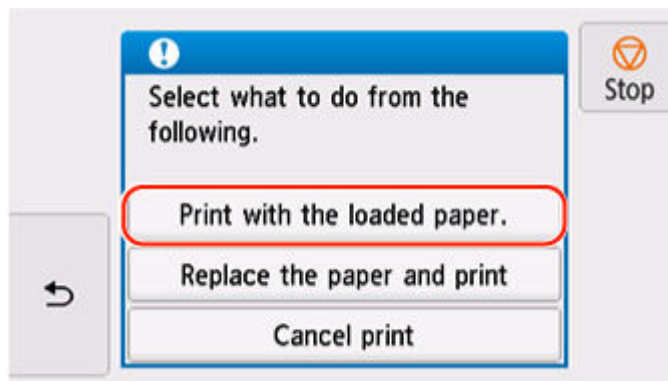 Select what to do from the
following.
Stop
Print with the loaded paper.
Replace the paper and print
Cancel print